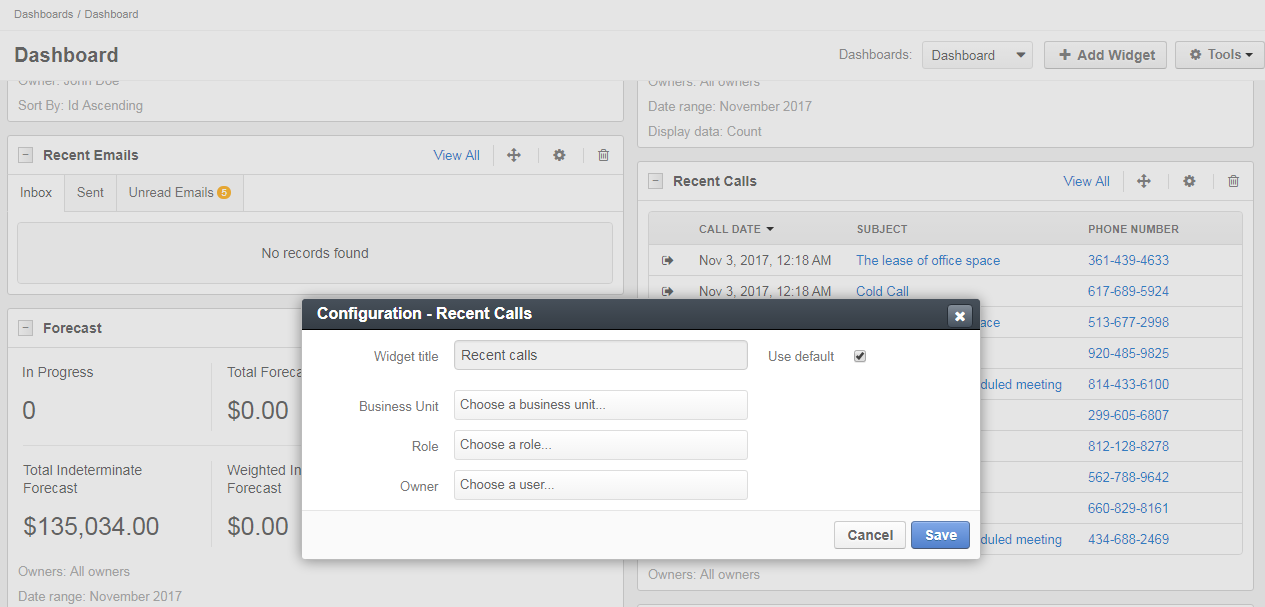 Dashboards / Dashboard
Dashboard
Dashboards:
Dashboard
Add Widget
Tools
Owner: John Doe
Sort By: Id Ascending
Owners: All owners
Date range: November 2017
Display data: Count
Recent Emails
View All
Inbox
Sent
Unread Emails 5
No records found
Recent Calls
View All
CALL DATE SUBJECT PHONE NUMBER
Nov 3, 2017, 12:18 AM The lease of office space 361-439-4633
Nov 3, 2017, 12:18 AM Cold Call 617-689-5924
513-677-2998
920-485-9825
meeting 814-433-6100
299-605-6807
812-128-8278
562-788-9642
660-829-8161
meeting 434-688-2469
Owners: All owners
Forecast
In Progress
0
Total
$0.00
Total Indeterminate
Forecast
$135,034.00
Weighted
Forecast
$0.00
Owners: All owners
Date range: November 2017
Configuration - Recent Calls
Widget title
Recent calls
Use default
Business Unit
Choose a business unit...
Role
Choose a role...
Owner
Choose a user...
Cancel
Save